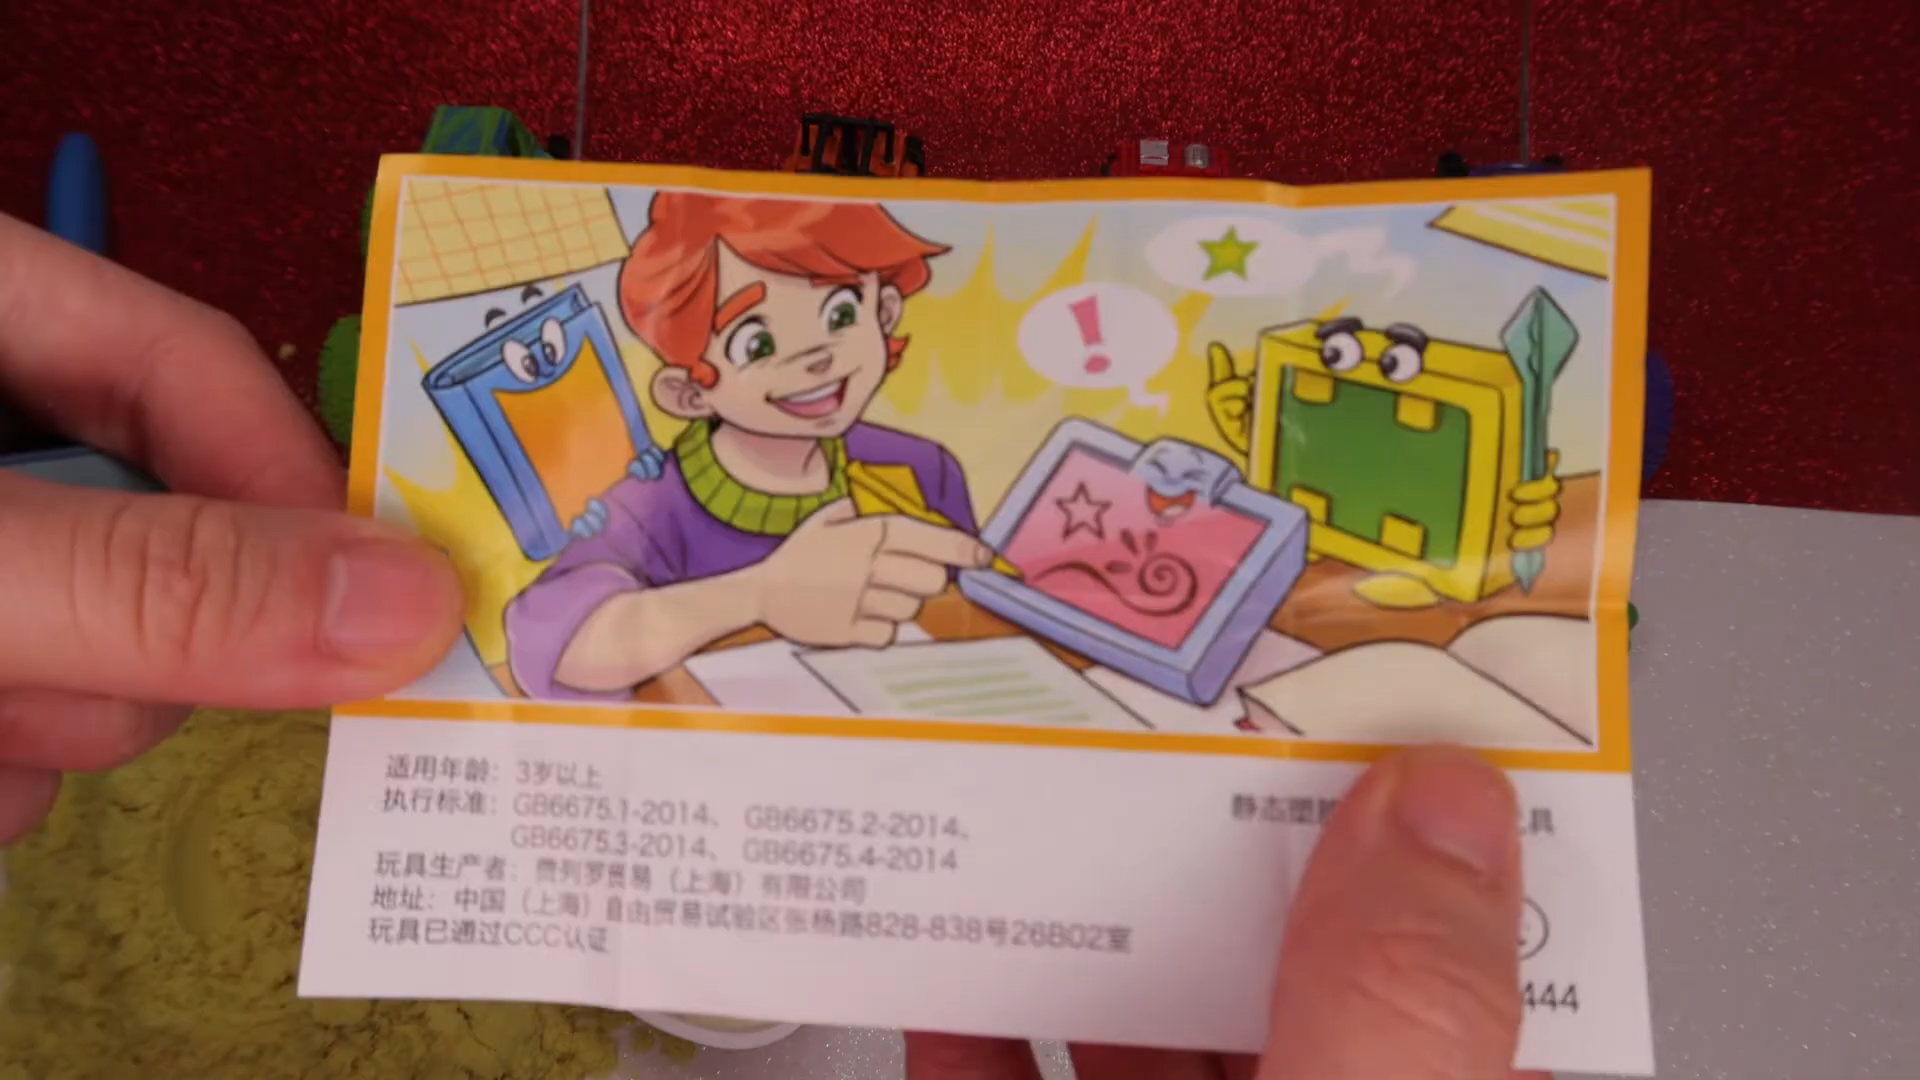 !
适用年龄：3岁以上
执行标准：GB6675.1-2014、 GB6675.2-2014、
GB6675.3-2014、 GB6675.4-2014
玩具生产者：费列罗贸易（上海）有限公司
地址：中国（上海）自由贸易试验区张杨路828-838号26B02室
玩具已通过CCC认证
静态塑 具
444